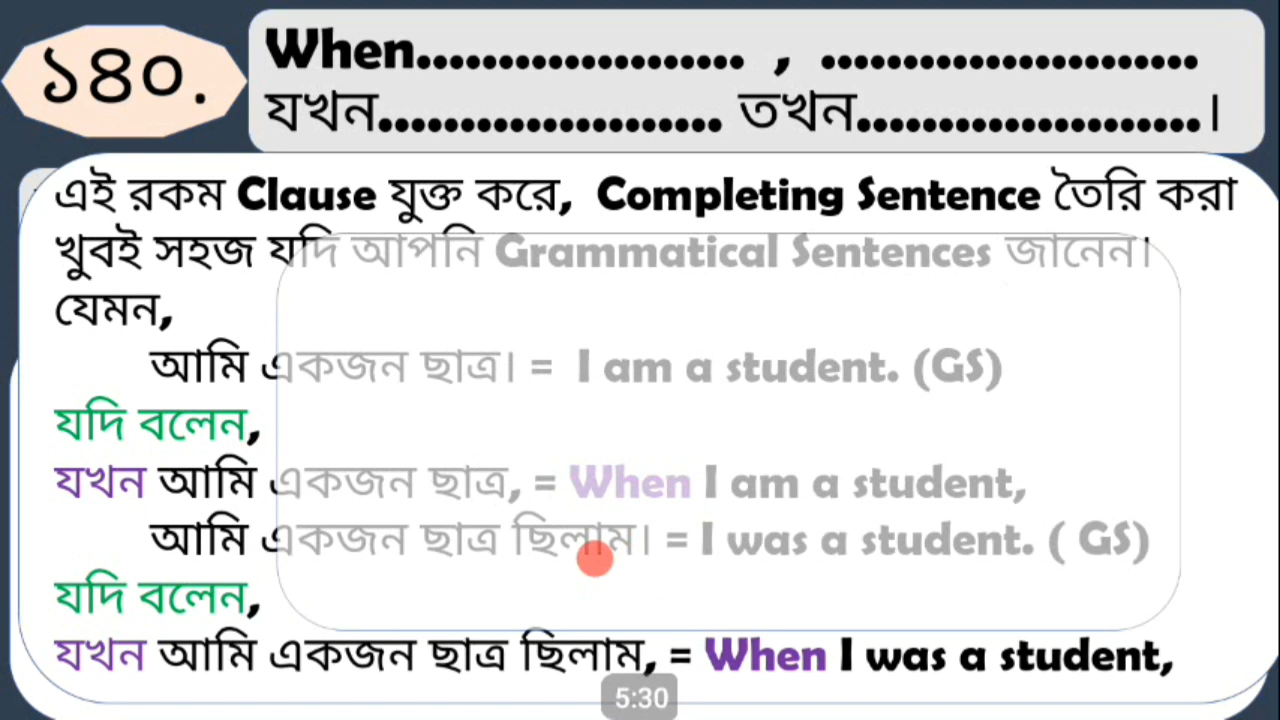 ১৪০.
When.................... , .......................
যখন..................... তখন.....................।
এই রকম Clause যুক্ত করে, Completing Sentence তৈরি করা
খুবই সহজ যদি আপনি Grammatical Sentences জানেন।
যেমন,
আমি একজন ছাত্র। = I am a student. (GS)
যদি বলেন,
যখন আমি একজন ছাত্র, = When I am a student,
আমি একজন ছাত্র ছিলাম। = I was a student. ( GS)
যদি বলেন,
যখন আমি একজন ছাত্র ছিলাম, = When I was a student,
5:30